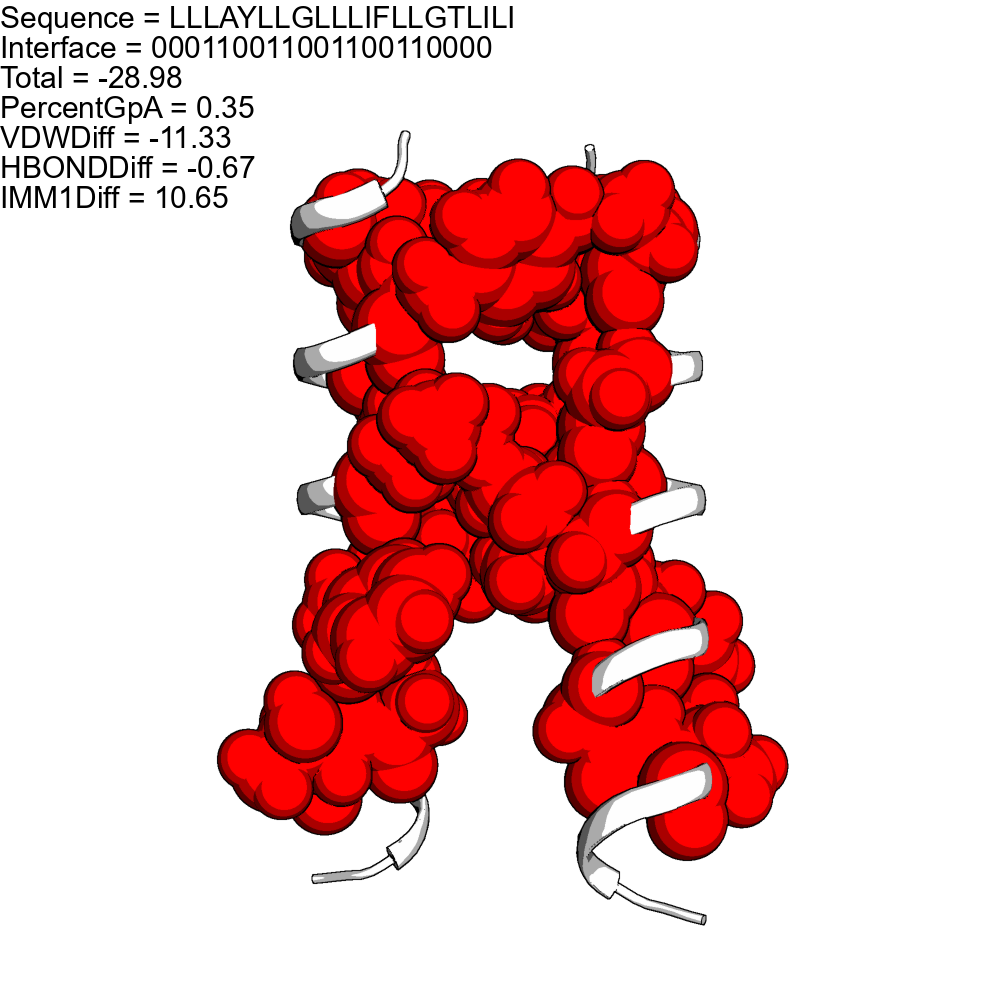 Sequence = LLLAYLLGLLLIFLLGTLILI
Interface = 000110011001100110000
Total = -28.98
PercentGpA = 0.35
VDWDiff = -11.33
HBONDDiff = -0.67
IMM1Diff = 10.65